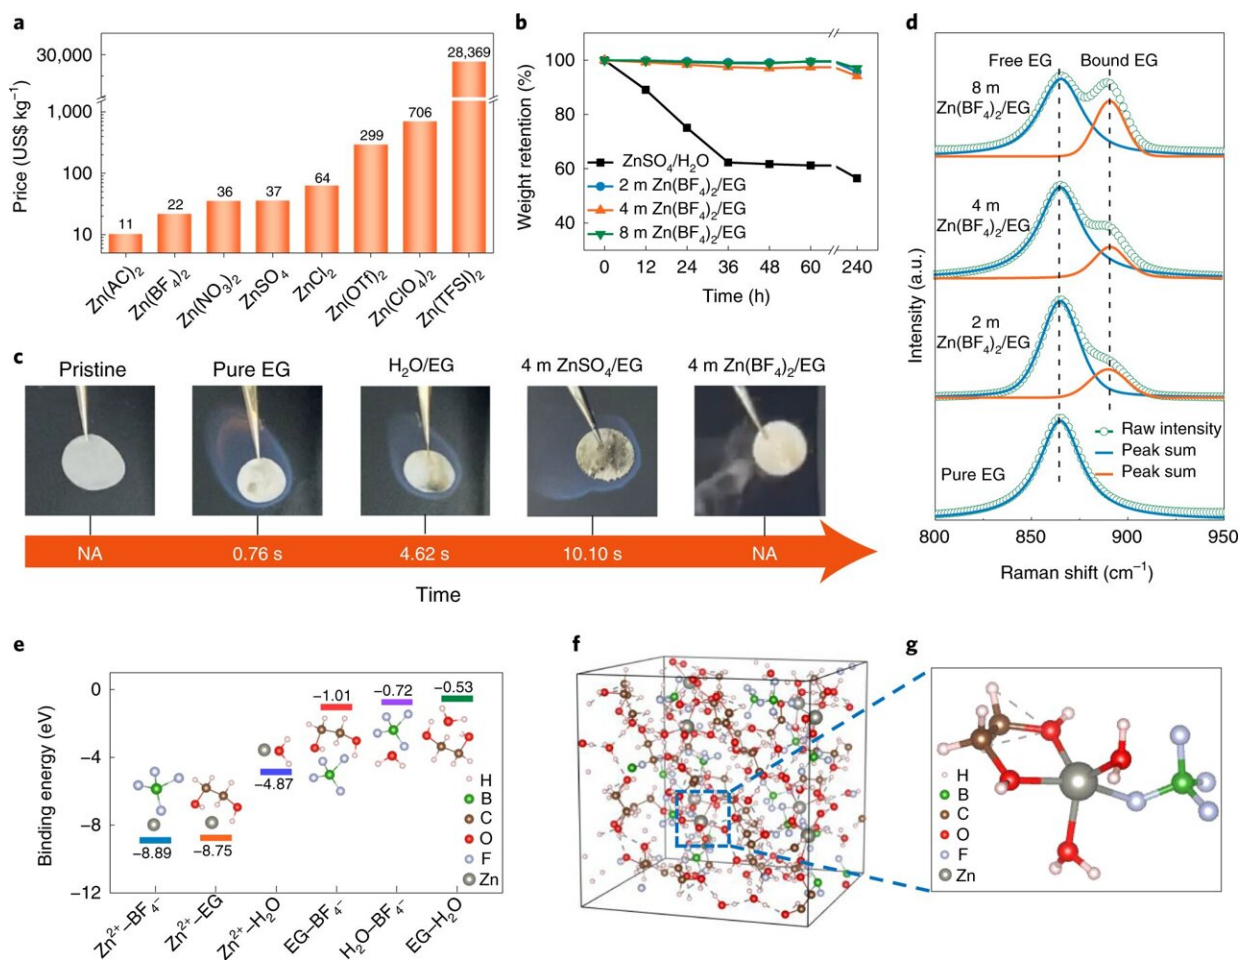 a
Price (US$ kg⁻¹)
30,000
1,000
100
10
11
22
36
37
64
299
706
28,369
Zn(AC)₂
Zn(BF₄)₂
Zn(NO₃)₂
ZnSO₄
ZnCl₂
Zn(OTf)₂
Zn(ClO₄)₂
Zn(TFSI)₂
b
Weight retention (%)
100
80
60
40
ZnSO₄/H₂O
2 m Zn(BF₄)₂/EG
4 m Zn(BF₄)₂/EG
8 m Zn(BF₄)₂/EG
0 12 24 36 48 60 240
Time (h)
c
Pristine
Pure EG
H₂O/EG
4 m ZnSO₄/EG
4 m Zn(BF₄)₂/EG
NA
0.76 s
4.62 s
10.10 s
NA
Time
d
Intensity (a.u.)
Free EG
Bound EG
8 m
Zn(BF₄)₂/EG
4 m
Zn(BF₄)₂/EG
2 m
Zn(BF₄)₂/EG
Raw intensity
Peak sum
Peak sum
Pure EG
800 850 900 950
Raman shift (cm⁻¹)
e
Binding energy (eV)
0
−4
−8
−12
−8.89
−8.75
−4.87
−1.01
−0.72
−0.53
H
B
C
O
F
Zn
Zn²⁺–BF₄⁻
Zn²⁺–EG
Zn²⁺–H₂O
EG–BF₄⁻
H₂O–BF₄⁻
EG–H₂O
f
g
H
B
C
O
F
Zn